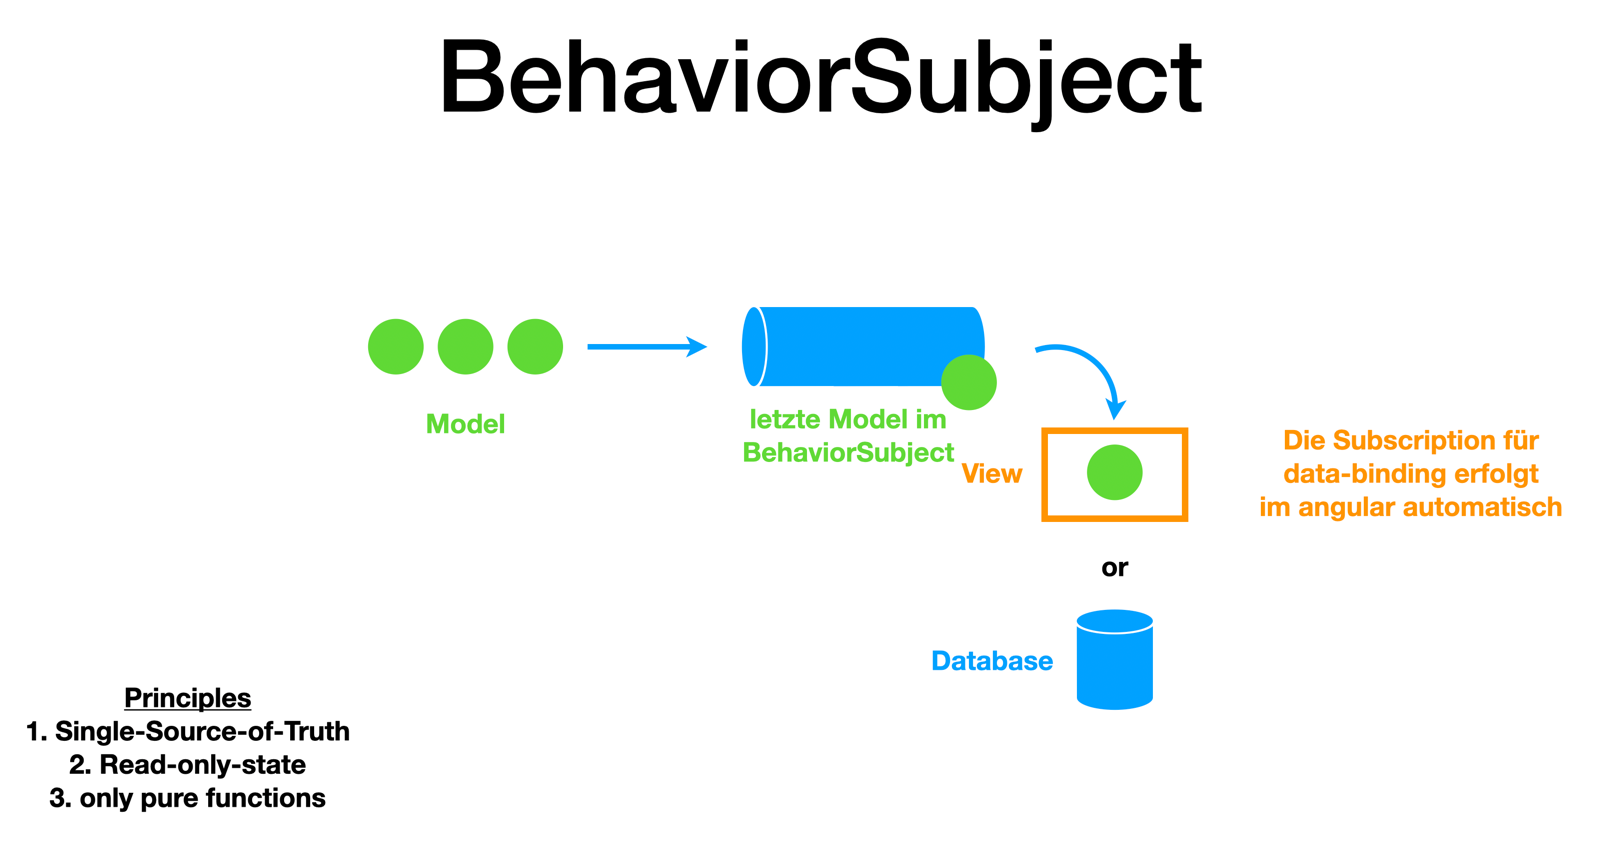 BehaviorSubject
Model
letzte Model im
BehaviorSubject
View
Die Subscription für
data-binding erfolgt
im angular automatisch
or
Database
Principles
1. Single-Source-of-Truth
2. Read-only-state
3. only pure functions